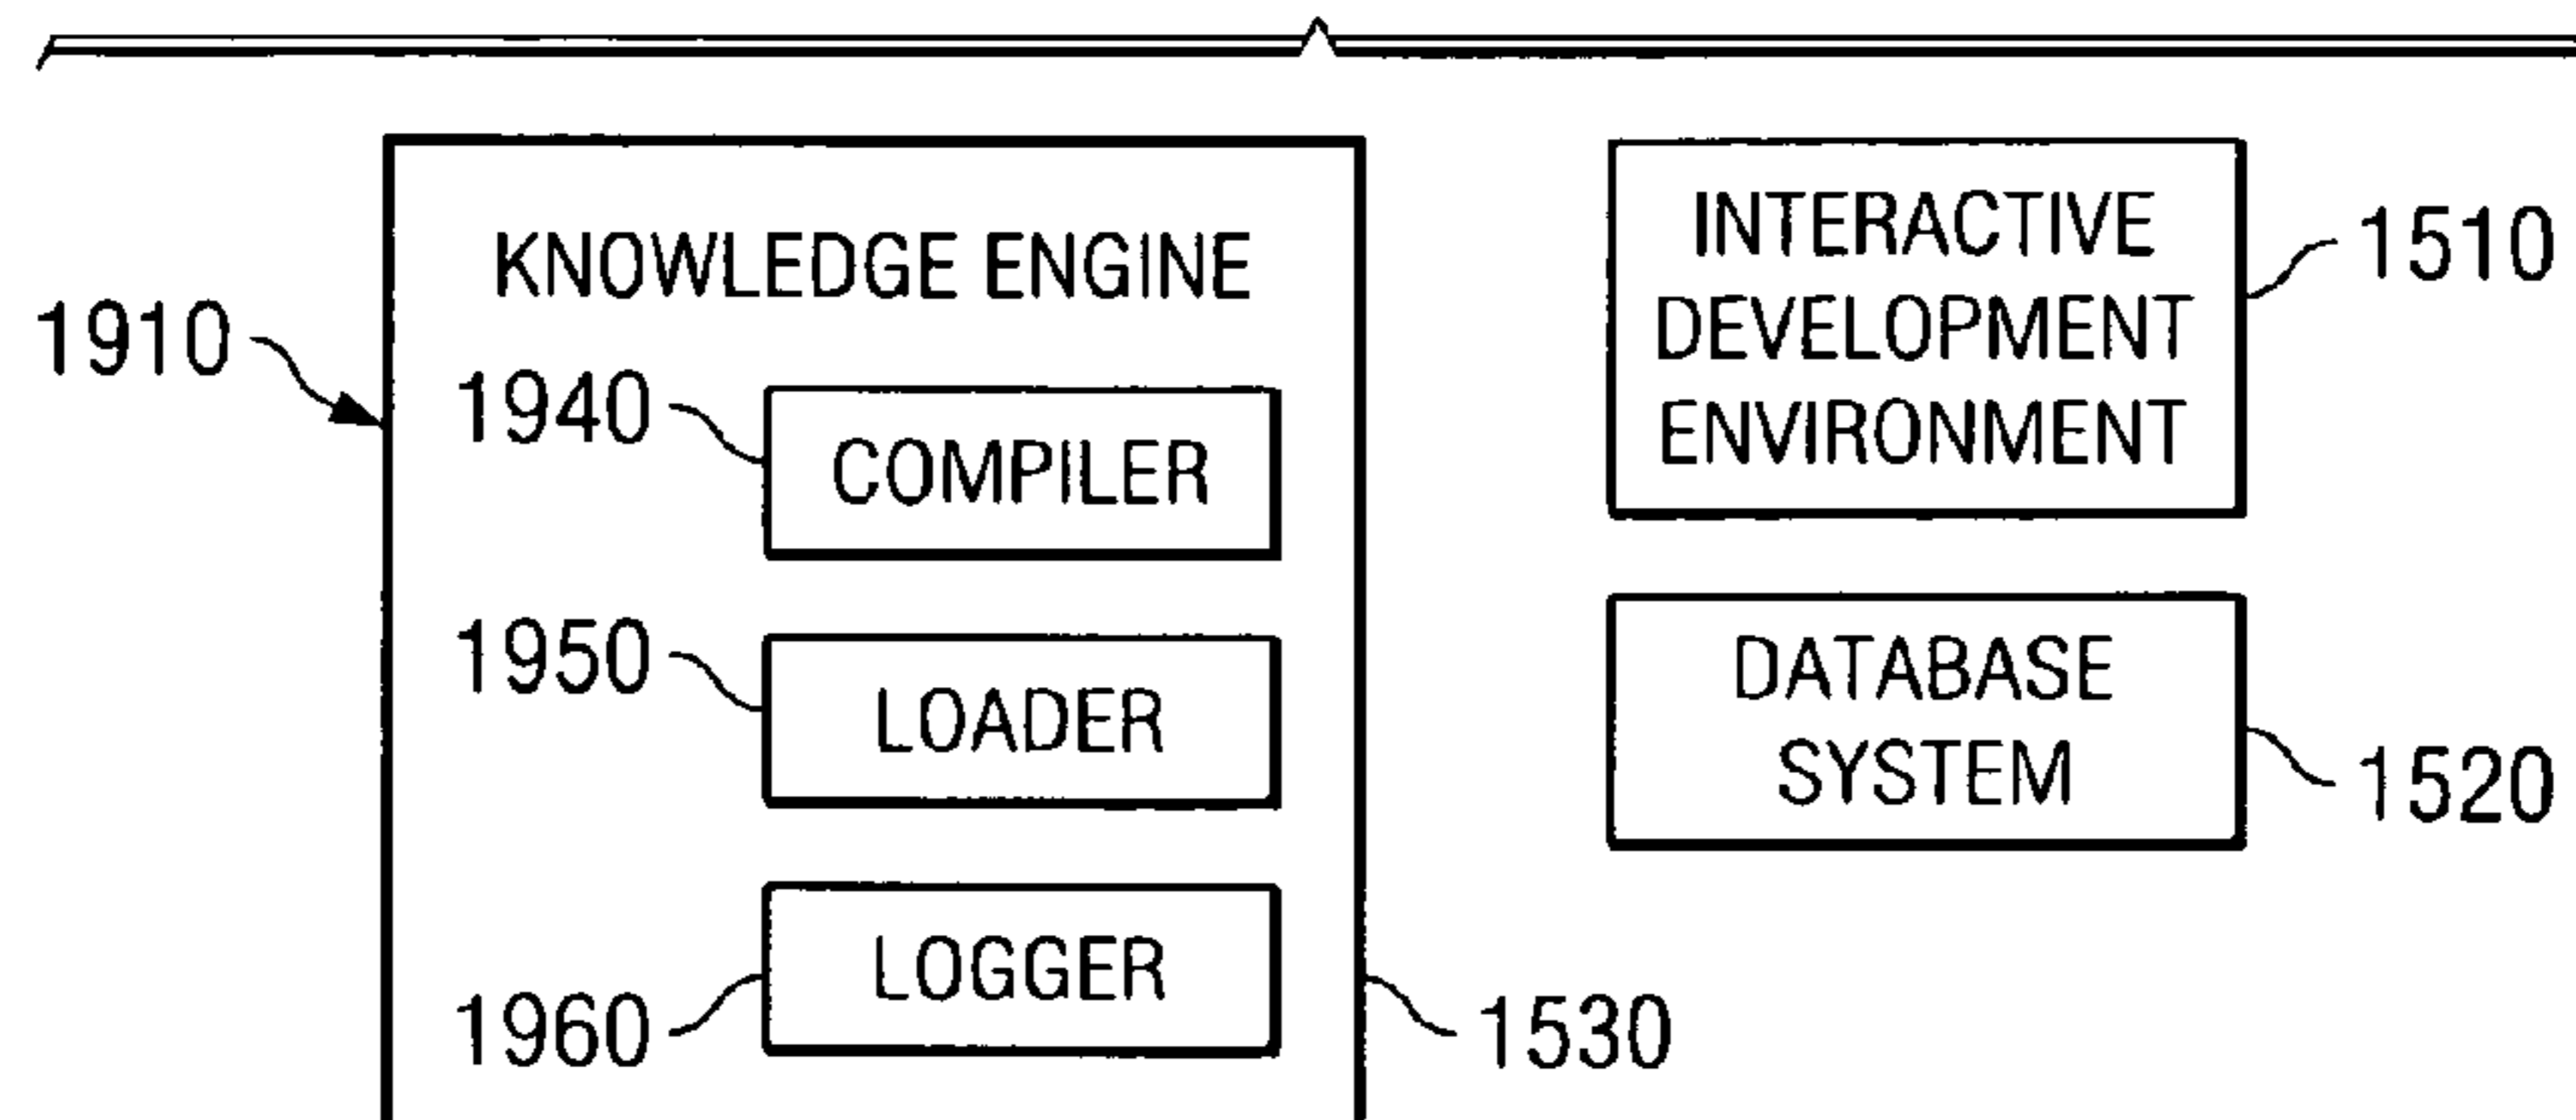 KNOWLEDGE ENGINE
1910
1940
COMPILER
1950
LOADER
1960
LOGGER
1530
INTERACTIVE
DEVELOPMENT
ENVIRONMENT
1510
DATABASE
SYSTEM
1520